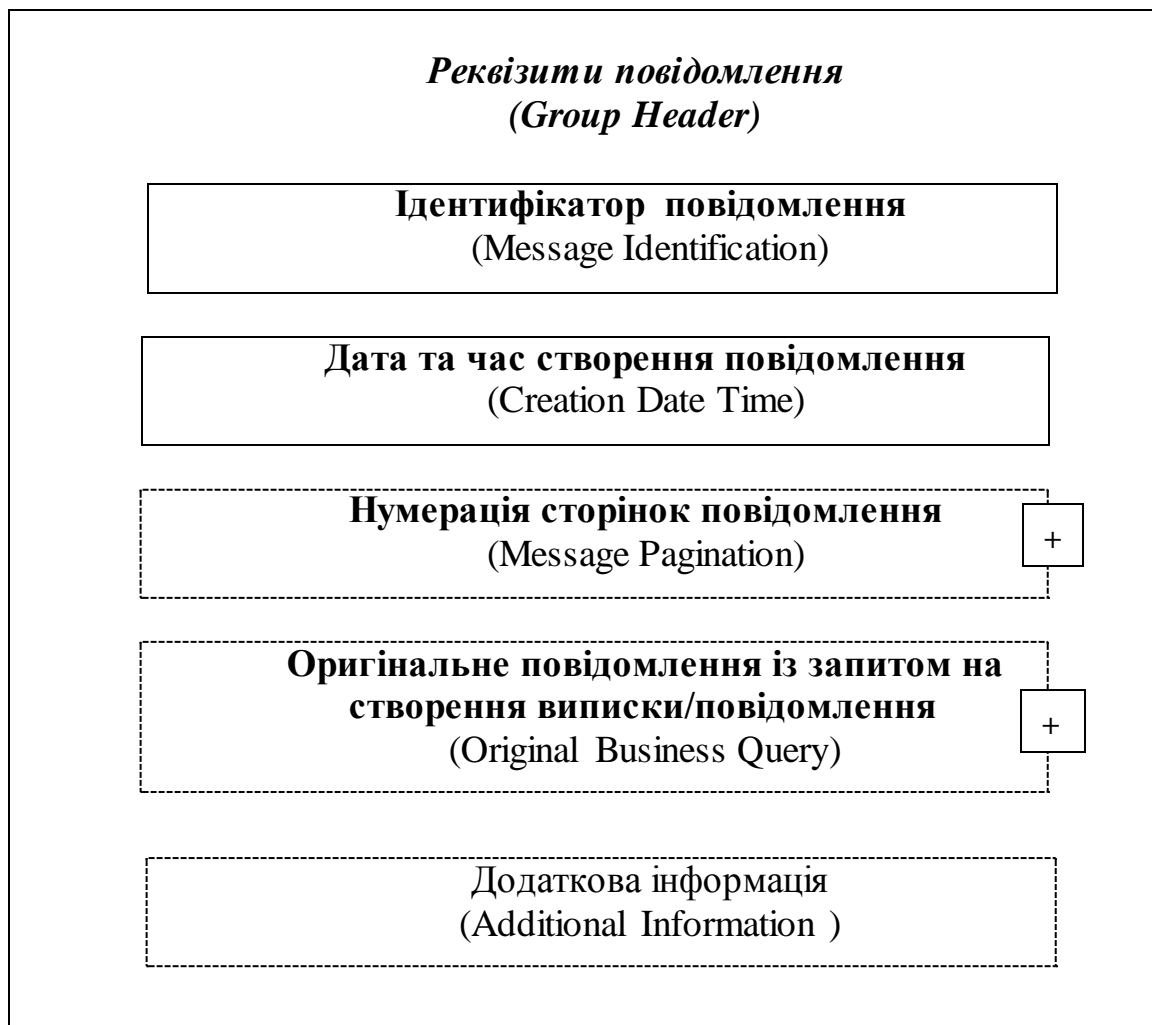 Реквізити повідомлення
(Group Header)
Ідентифікатор повідомлення
(Message Identification)
Дата та час створення повідомлення
(Creation Date Time)
Нумерація сторінок повідомлення
(Message Pagination)
+
Оригінальне повідомлення із запитом на
створення виписки/повідомлення
(Original Business Query)
+
Додаткова інформація
(Additional Information )